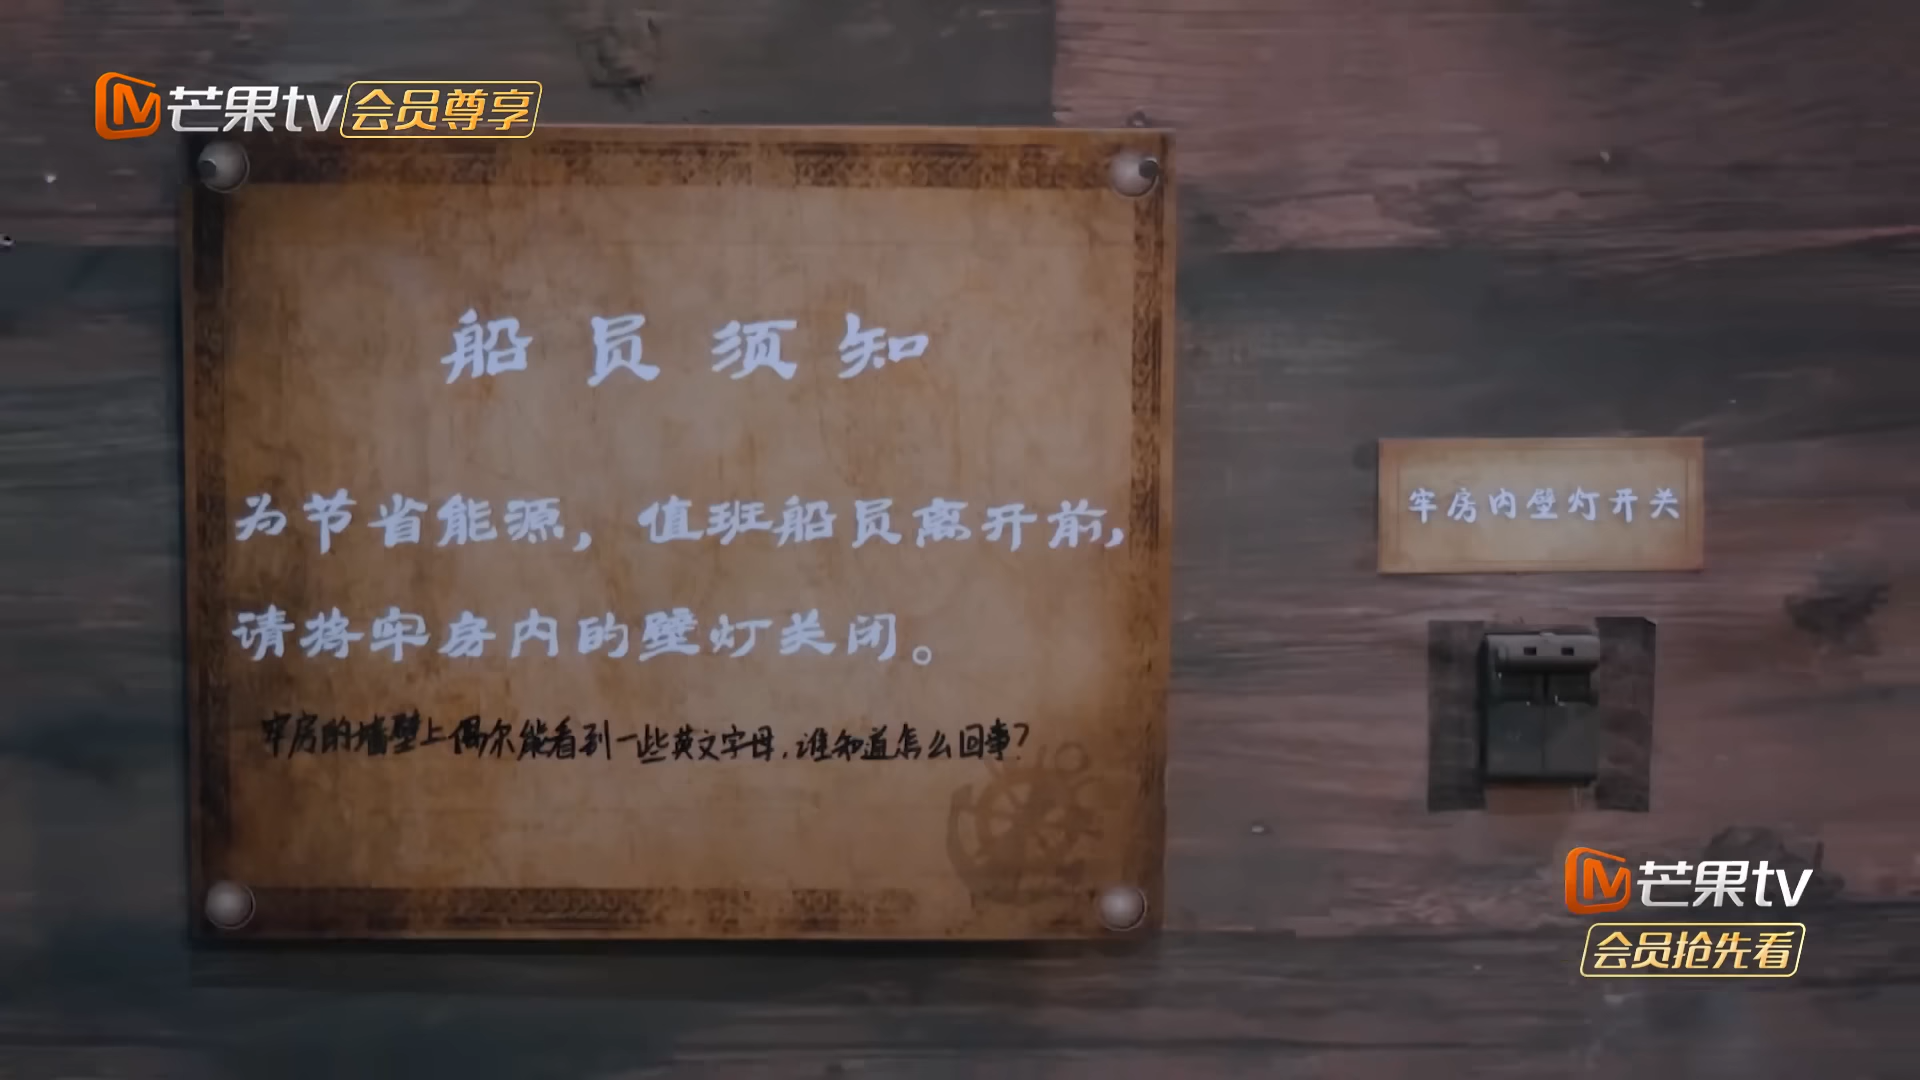 芒果tv会员尊享
船员须知
为节省能源，值班船员离开前，
请将牢房内的壁灯关闭。
牢房的墙壁上偶尔能看到一些英文字母，谁知道怎么回事？
牢房内壁灯开关
芒果tv
会员抢先看